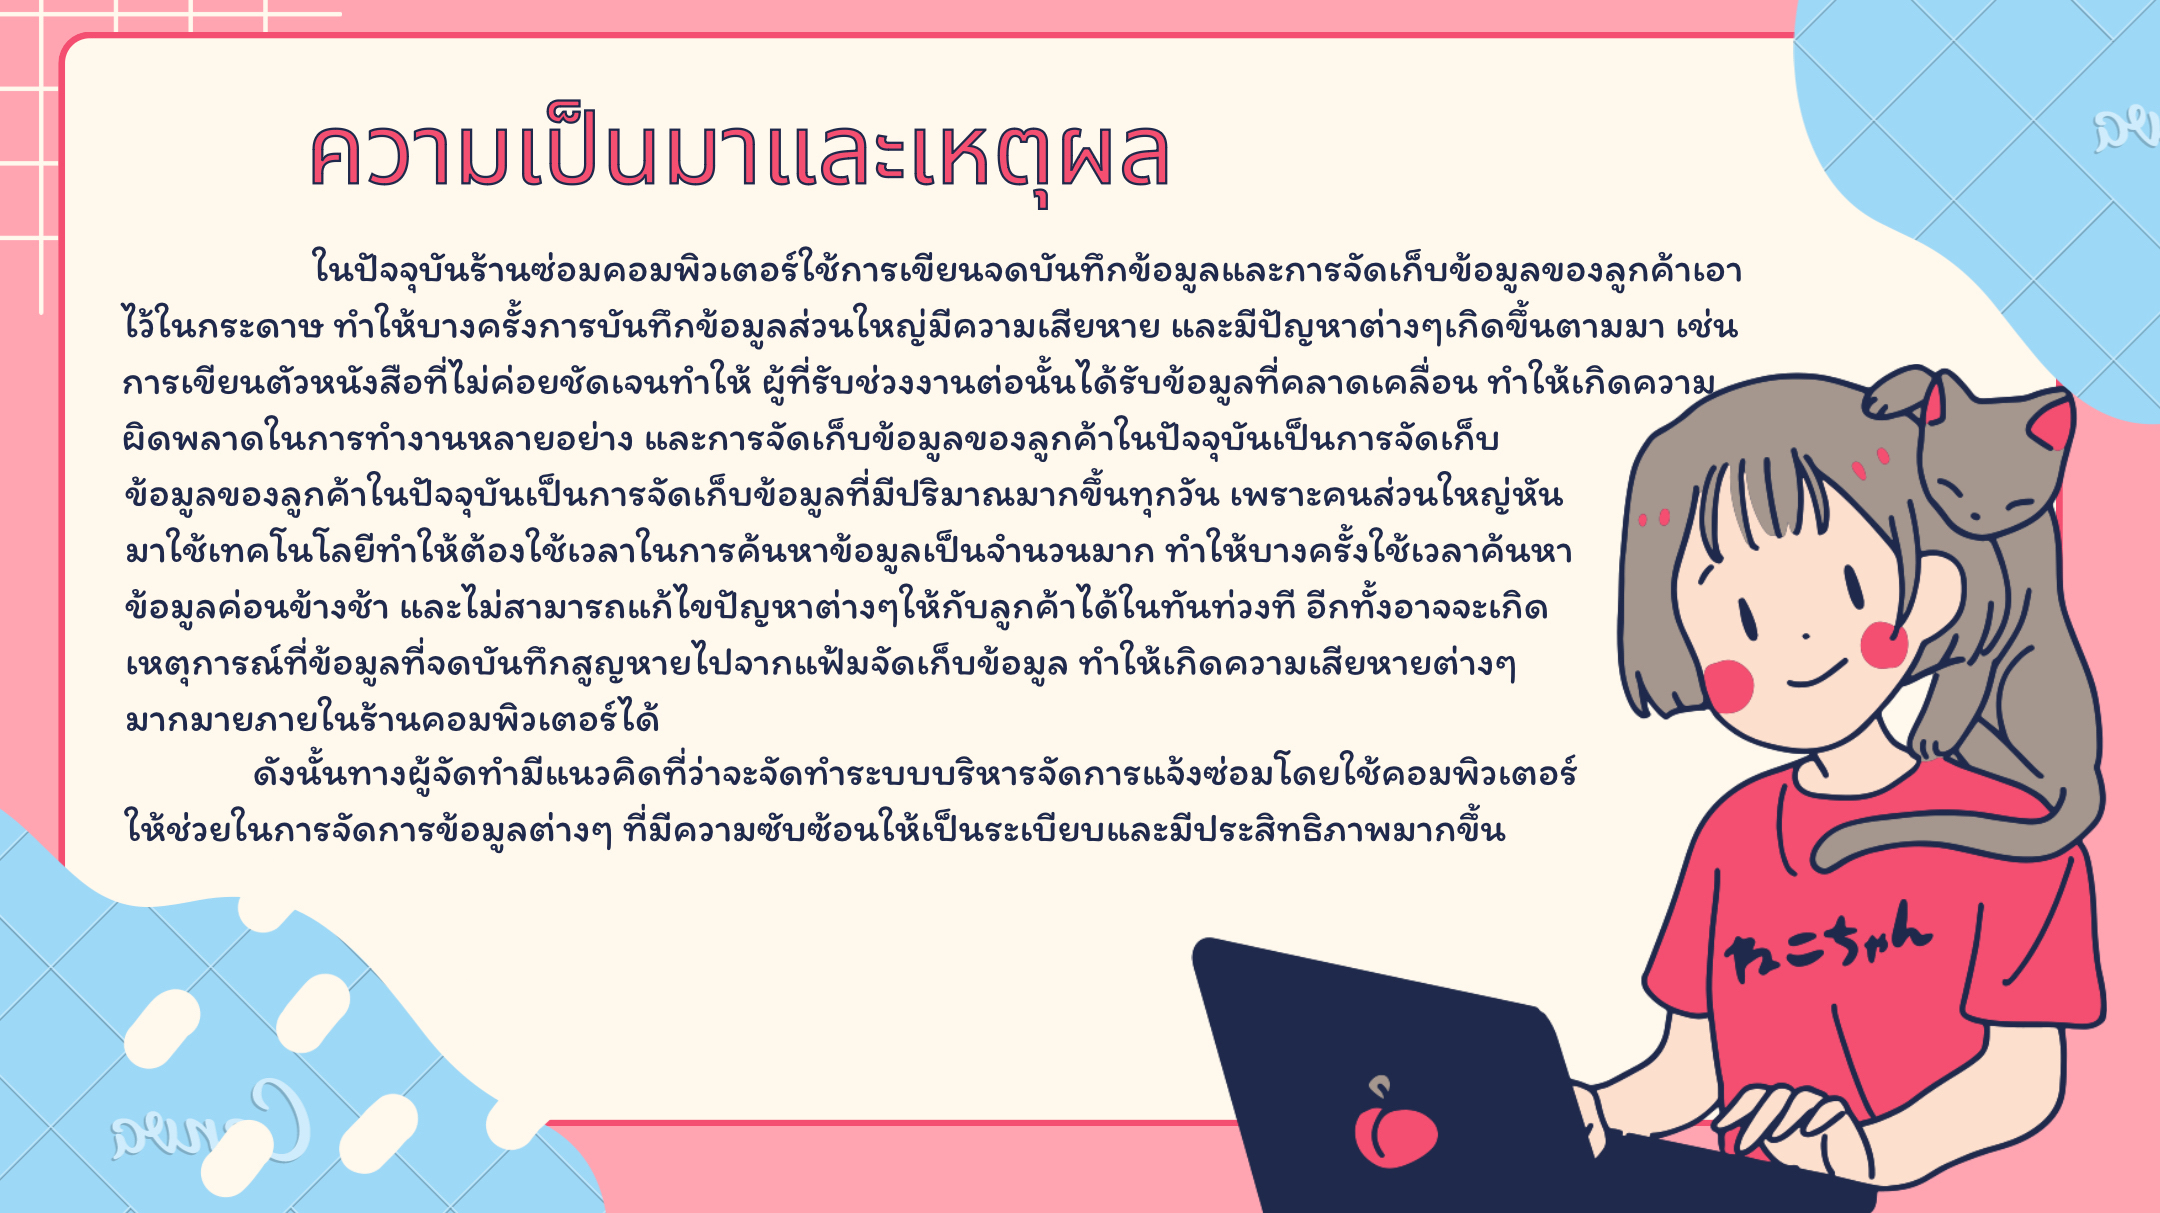 ความเป็นมาและเหตุผล
ในปัจจุบันร้านซ่อมคอมพิวเตอร์ใช้การเขียนจดบันทึกข้อมูลและการจัดเก็บข้อมูลของลูกค้าเอา
ไว้ในกระดาษ ทำให้บางครั้งการบันทึกข้อมูลส่วนใหญ่มีความเสียหาย และมีปัญหาต่างๆเกิดขึ้นตามมา เช่น
การเขียนตัวหนังสือที่ไม่ค่อยชัดเจนทำให้ ผู้ที่รับช่วงงานต่อนั้นได้รับข้อมูลที่คลาดเคลื่อน ทำให้เกิดความ
ผิดพลาดในการทำงานหลายอย่าง และการจัดเก็บข้อมูลของลูกค้าในปัจจุบันเป็นการจัดเก็บ
ข้อมูลของลูกค้าในปัจจุบันเป็นการจัดเก็บข้อมูลที่มีปริมาณมากขึ้นทุกวัน เพราะคนส่วนใหญ่หัน
มาใช้เทคโนโลยีทำให้ต้องใช้เวลาในการค้นหาข้อมูลเป็นจำนวนมาก ทำให้บางครั้งใช้เวลาค้นหา
ข้อมูลค่อนข้างช้า และไม่สามารถแก้ไขปัญหาต่างๆให้กับลูกค้าได้ในทันท่วงที อีกทั้งอาจจะเกิด
เหตุการณ์ที่ข้อมูลที่จดบันทึกสูญหายไปจากแฟ้มจัดเก็บข้อมูล ทำให้เกิดความเสียหายต่างๆ
มากมายภายในร้านคอมพิวเตอร์ได้
ดังนั้นทางผู้จัดทำมีแนวคิดที่ว่าจะจัดทำระบบบริหารจัดการแจ้งซ่อมโดยใช้คอมพิวเตอร์
ให้ช่วยในการจัดการข้อมูลต่างๆ ที่มีความซับซ้อนให้เป็นระเบียบและมีประสิทธิภาพมากขึ้น
ねこちゃん
Canva